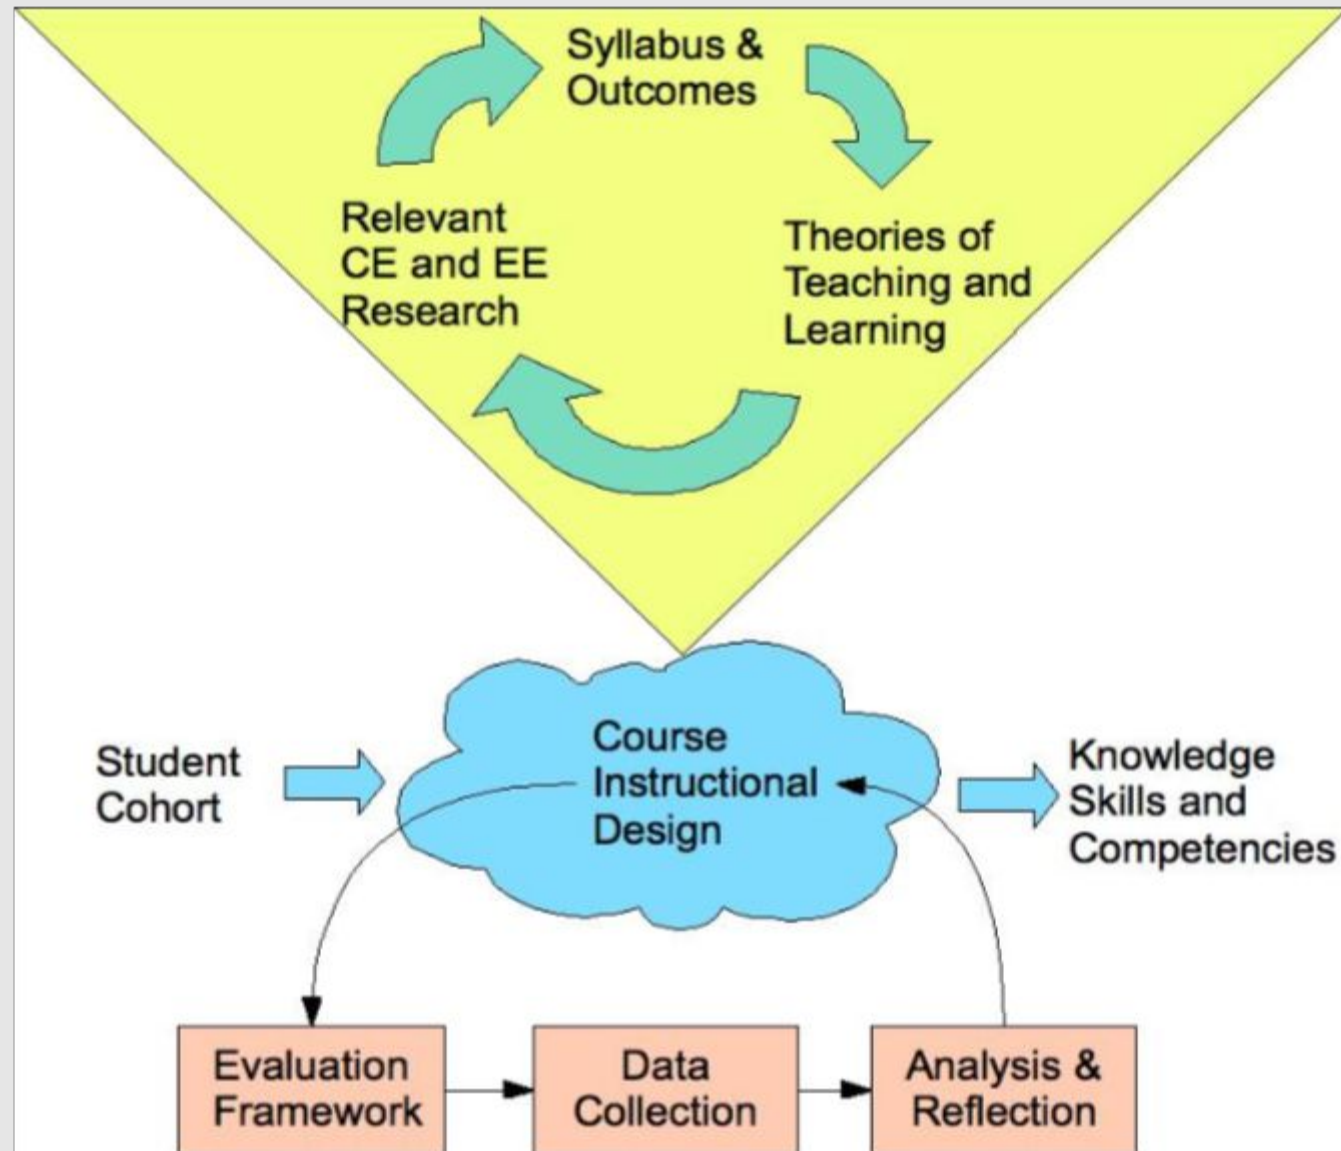 Syllabus &
Outcomes
Relevant
CE and EE
Research
Theories of
Teaching and
Learning
Student
Cohort
Course
Instructional
Design
Knowledge
Skills and
Competencies
Evaluation
Framework
Data
Collection
Analysis &
Reflection